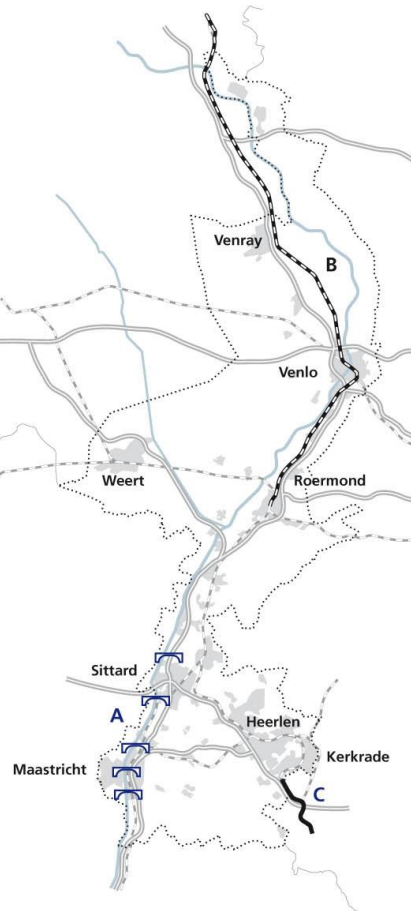 Venray
B
Venlo
Weert
Roermond
Sittard
A
Heerlen
Maastricht
Kerkrade
C